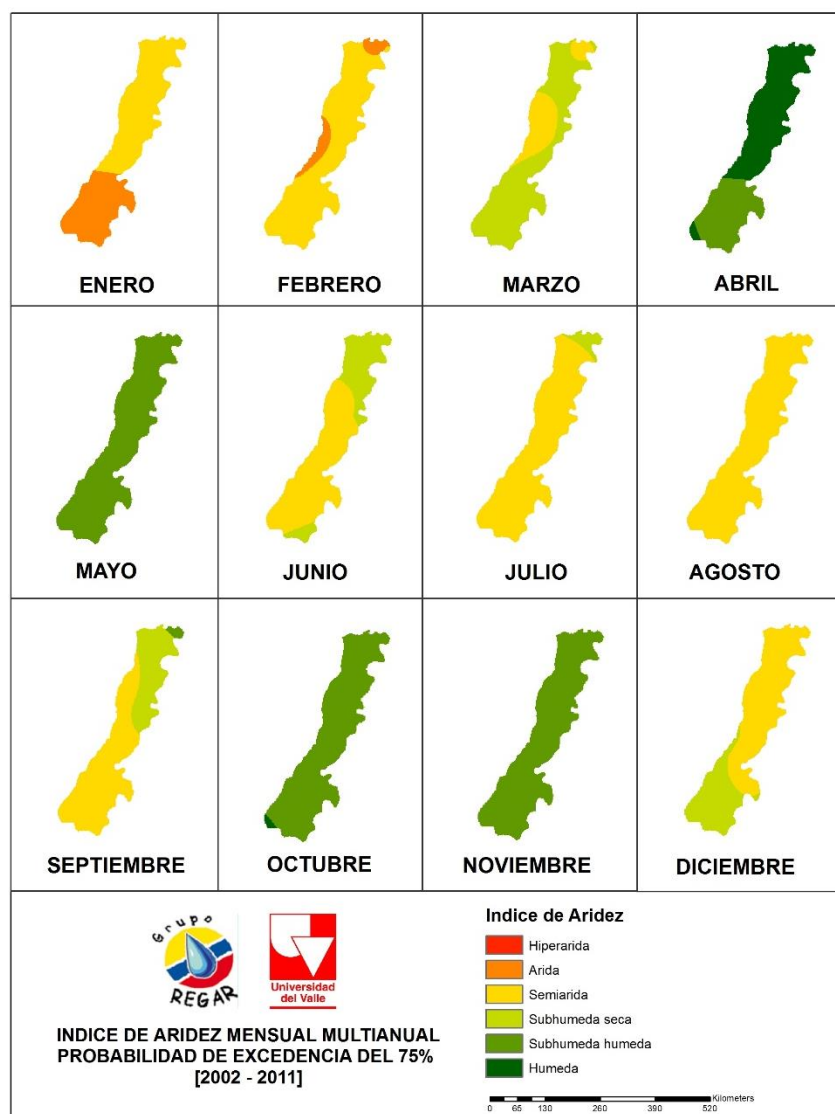 ENERO
FEBRERO
MARZO
ABRIL
MAYO
JUNIO
JULIO
AGOSTO
SEPTIEMBRE
OCTUBRE
NOVIEMBRE
DICIEMBRE
Grupo
REGAR
Universidad
del Valle
INDICE DE ARIDEZ MENSUAL MULTIANUAL
PROBABILIDAD DE EXCEDENCIA DEL 75%
[2002 - 2011]
Indice de Aridez
Hiperarida
Arida
Semiarida
Subhumeda seca
Subhumeda humeda
Humeda
Kilometers
0 65 130 260 390 520